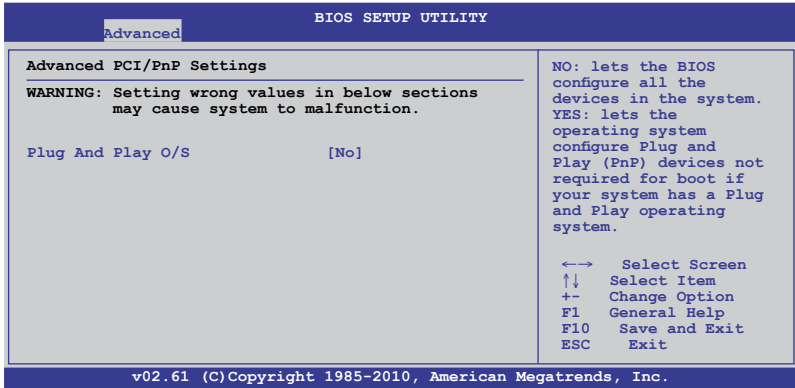 BIOS SETUP UTILITY
Advanced
Advanced PCI/PnP Settings
WARNING: Setting wrong values in below sections
may cause system to malfunction.
Plug And Play O/S [No]
NO: lets the BIOS
configure all the
devices in the system.
YES: lets the
operating system
configure Plug and
Play (PnP) devices not
required for boot if
your system has a Plug
and Play operating
system.
←→ Select Screen
↑↓ Select Item
+- Change Option
F1 General Help
F10 Save and Exit
ESC Exit
v02.61 (C)Copyright 1985-2010, American Megatrends, Inc.